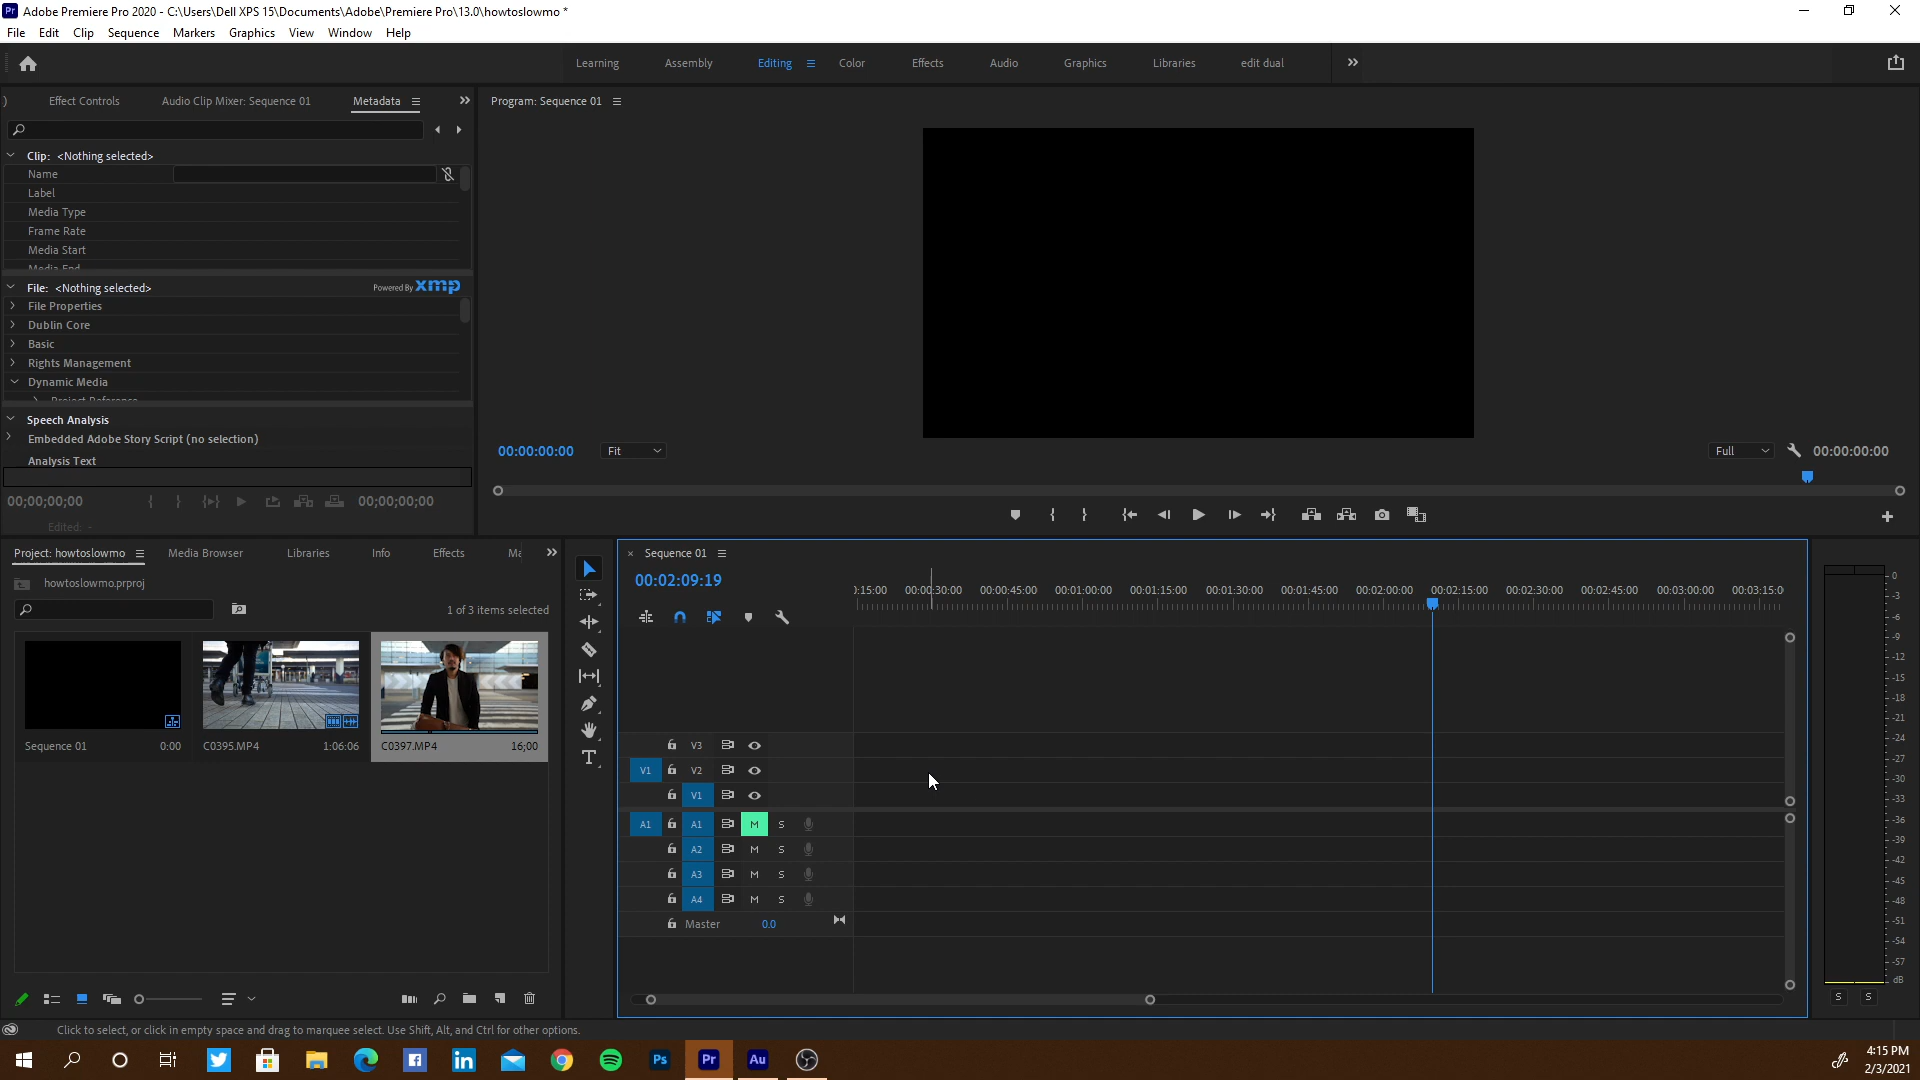 Pr Adobe Premiere Pro 2020 - C:\Users\Dell XPS 15\Documents\Adobe\Premiere Pro\13.0\howtoslowmo *
File Edit Clip Sequence Markers Graphics View Window Help
Learning Assembly Editing Color Effects Audio Graphics Libraries edit dual
Effect Controls Audio Clip Mixer: Sequence 01 Metadata
Program: Sequence 01
Clip: <Nothing selected>
Name
Label
Media Type
Frame Rate
Media Start
Media End
File: <Nothing selected> Powered By xmp
File Properties
Dublin Core
Basic
Rights Management
Dynamic Media
Project Reference
Speech Analysis
Embedded Adobe Story Script (no selection)
Analysis Text
00;00;00;00 00;00;00;00
Edited: -
00:00:00:00 Fit Full 00:00:00:00
Project: howtoslowmo Media Browser Libraries Info Effects Ma
howtoslowmo.prproj
1 of 3 items selected
Sequence 01 0:00
C0395.MP4 1:06:06
C0397.MP4 16;00
Sequence 01
00:02:09:19
):15:00 00:00:30:00 00:00:45:00 00:01:00:00 00:01:15:00 00:01:30:00 00:01:45:00 00:02:00:00 00:02:15:00 00:02:30:00 00:02:45:00 00:03:00:00 00:03:15:0
V3
V1 V2
V1
A1 A1 M S
A2 M S
A3 M S
A4 M S
Master 0.0
0
-3
-6
-9
-12
-15
-18
-21
-24
-27
-30
-33
-36
-39
-42
-45
-48
-51
-54
-57
dB
S S
Click to select, or click in empty space and drag to marquee select. Use Shift, Alt, and Ctrl for other options.
Ps Pr Au
4:15 PM
2/3/2021